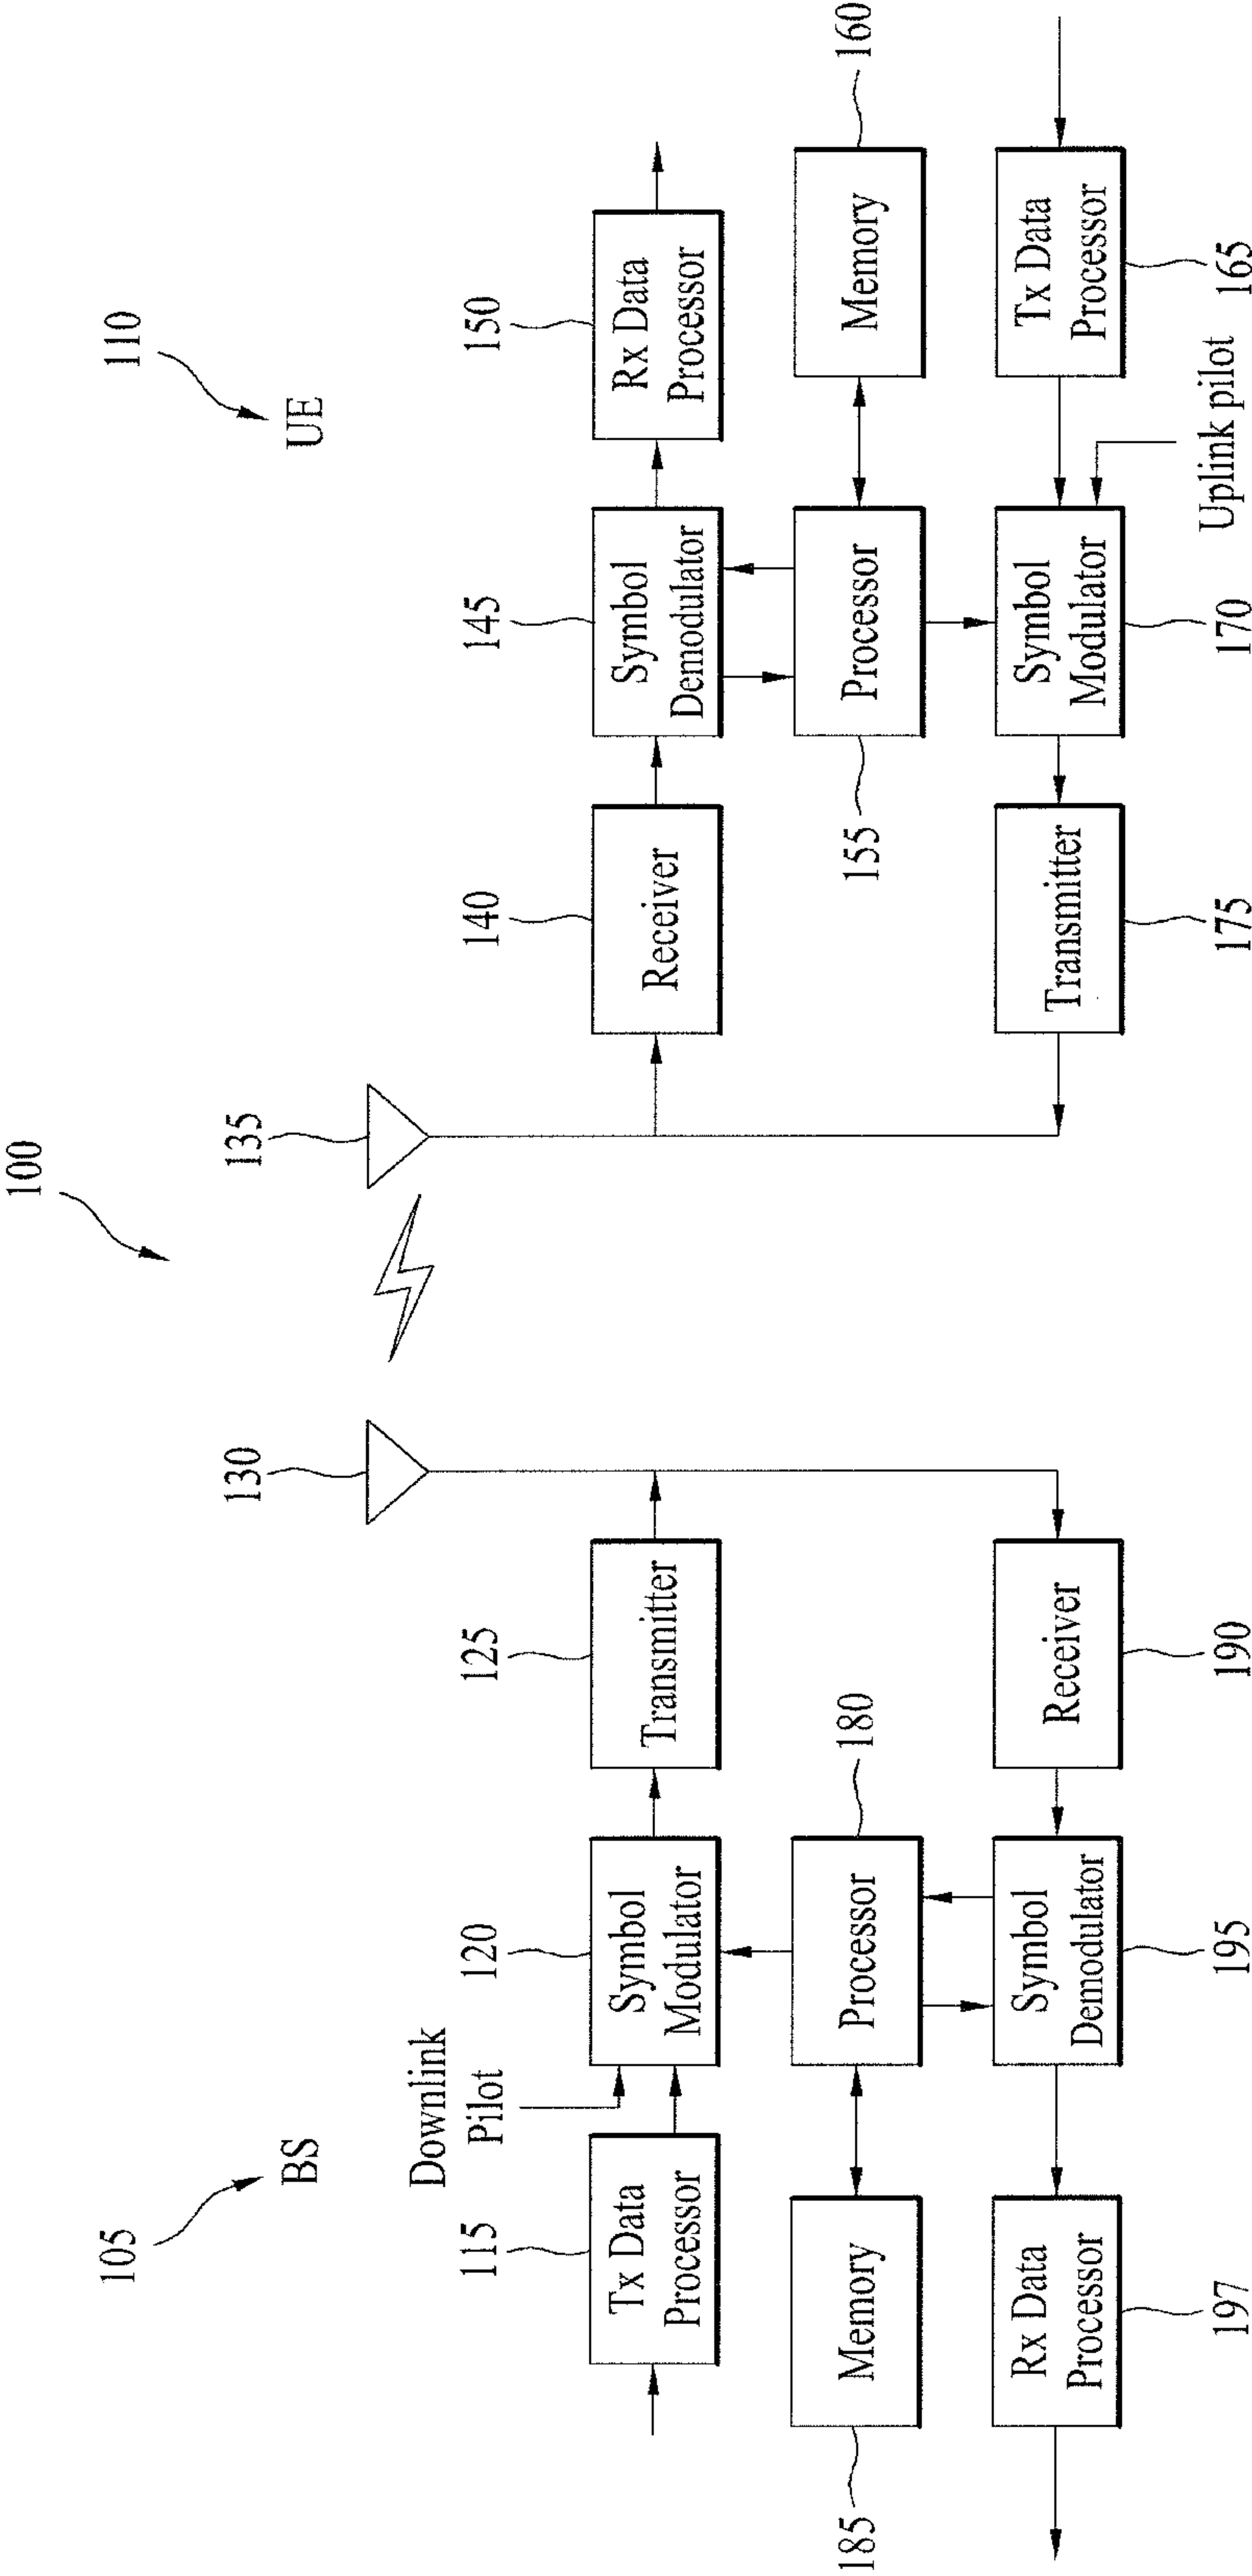 100
105
BS
110
UE
130
135
Downlink
Pilot
115
120
125
140
145
150
Tx Data
Processor
Symbol
Modulator
Transmitter
Receiver
Symbol
Demodulator
Rx Data
Processor
180
Memory
Processor
Processor
Memory
185
155
160
Rx Data
Processor
Symbol
Demodulator
Receiver
Transmitter
Symbol
Modulator
Tx Data
Processor
197
195
190
175
170
Uplink pilot
165